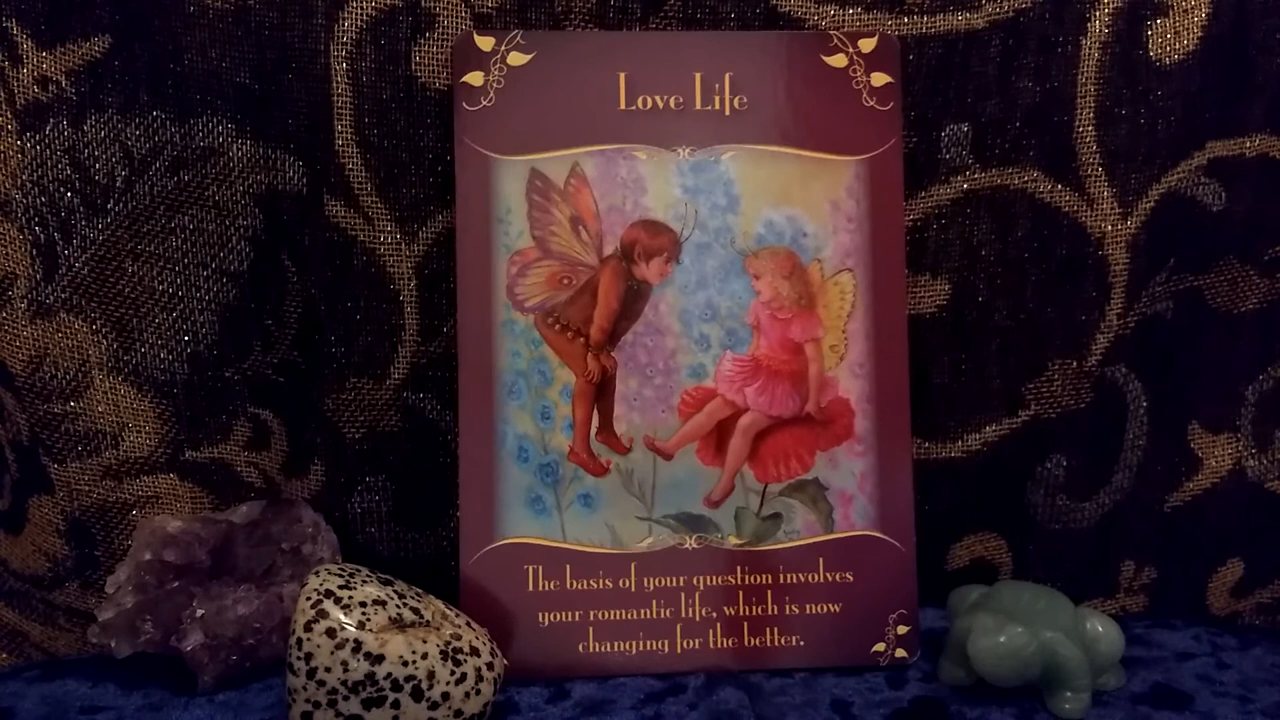 Love Life
The basis of your question involves
your romantic life, which is now
changing for the better.